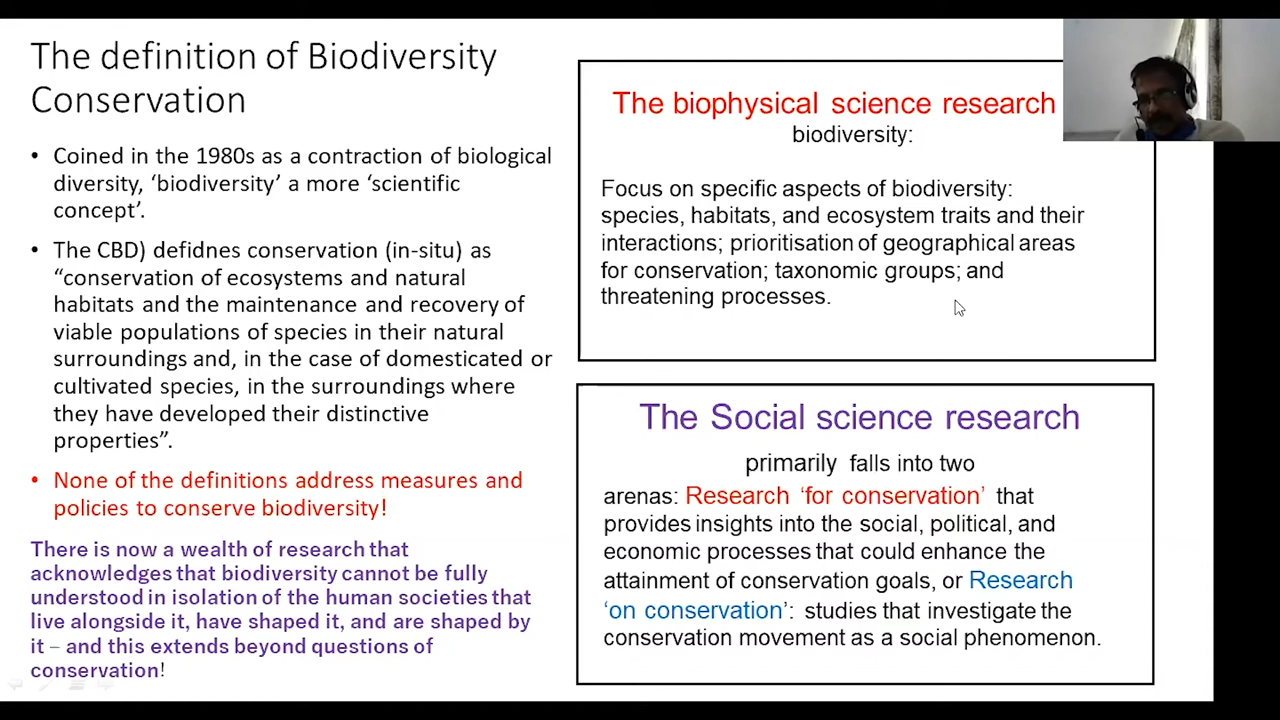 The definition of Biodiversity
Conservation
• Coined in the 1980s as a contraction of biological
diversity, ‘biodiversity’ a more ‘scientific
concept’.
• The CBD) defidnes conservation (in-situ) as
“conservation of ecosystems and natural
habitats and the maintenance and recovery of
viable populations of species in their natural
surroundings and, in the case of domesticated or
cultivated species, in the surroundings where
they have developed their distinctive
properties”.
• None of the definitions address measures and
policies to conserve biodiversity!
There is now a wealth of research that
acknowledges that biodiversity cannot be fully
understood in isolation of the human societies that
live alongside it, have shaped it, and are shaped by
it – and this extends beyond questions of
conservation!
The biophysical science research
biodiversity:
Focus on specific aspects of biodiversity:
species, habitats, and ecosystem traits and their
interactions; prioritisation of geographical areas
for conservation; taxonomic groups; and
threatening processes.
The Social science research
primarily falls into two
arenas: Research ‘for conservation’ that
provides insights into the social, political, and
economic processes that could enhance the
attainment of conservation goals, or Research
‘on conservation’: studies that investigate the
conservation movement as a social phenomenon.